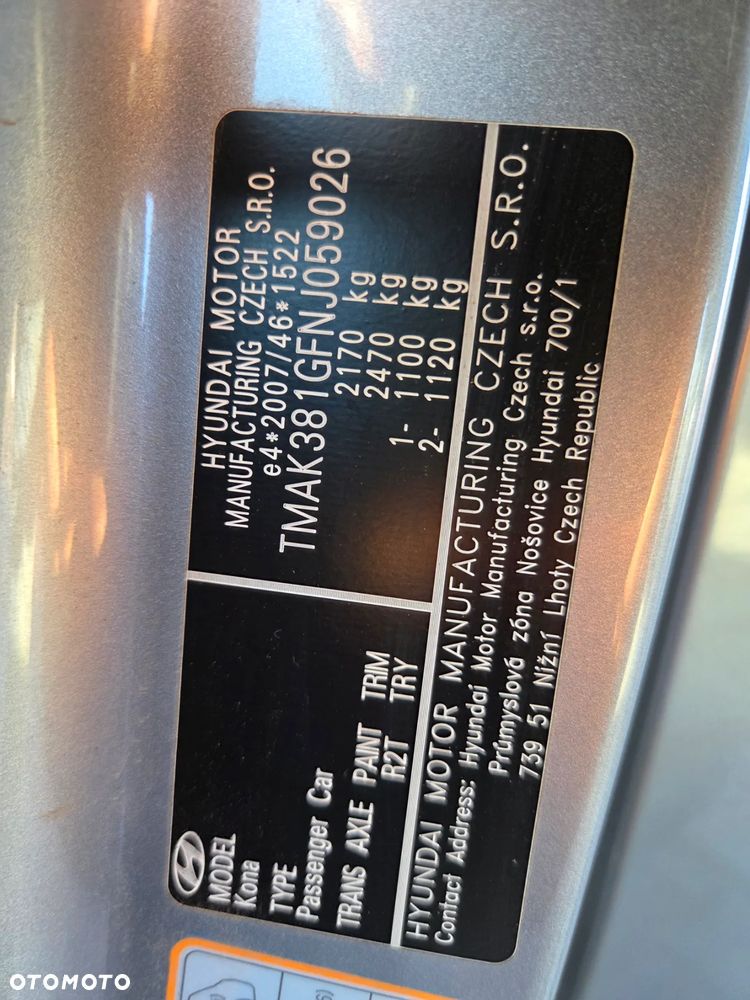 MODEL
Kona
TYPE
Passenger Car
TRANS AXLE PAINT TRIM
R2T TRY
HYUNDAI MOTOR
MANUFACTURING CZECH S.R.O.
e4*2007/46*1522
TMAK381GFNJ059026
2170 kg
2470 kg
1- 1100 kg
2- 1120 kg
HYUNDAI MOTOR MANUFACTURING CZECH S.R.O.
Contact Address: Hyundai Motor Manufacturing Czech s.r.o.
Průmyslová zóna Nošovice Hyundai 700/1
739 51 Nižní Lhoty Czech Republic
OTOMOTO